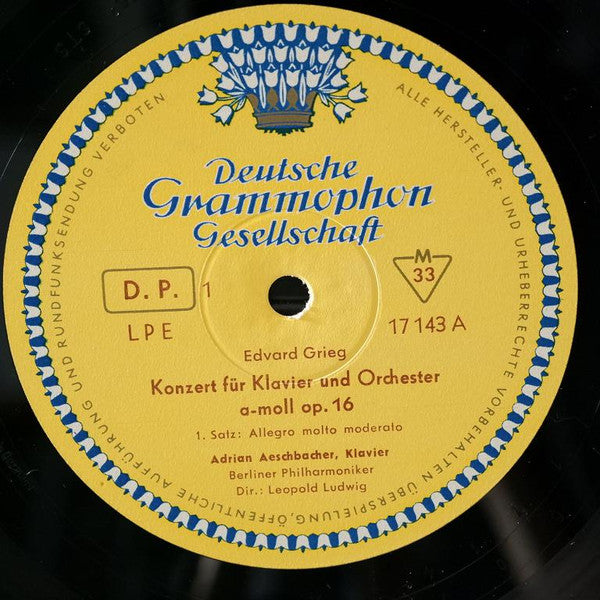 Deutsche
Grammophon
Gesellschaft
D. P. 1
M
33
LPE
17 143 A
Edvard Grieg
Konzert für Klavier und Orchester
a-moll op. 16
1. Satz: Allegro molto moderato
Adrian Aeschbacher, Klavier
Berliner Philharmoniker
Dir.: Leopold Ludwig
ALLE HERSTELLER- UND URHEBERRECHTE VORBEHALTEN ÜBERSPIELUNG, ÖFFENTLICHE AUFFÜHRUNG UND RUNDFUNKSENDUNG VERBOTEN